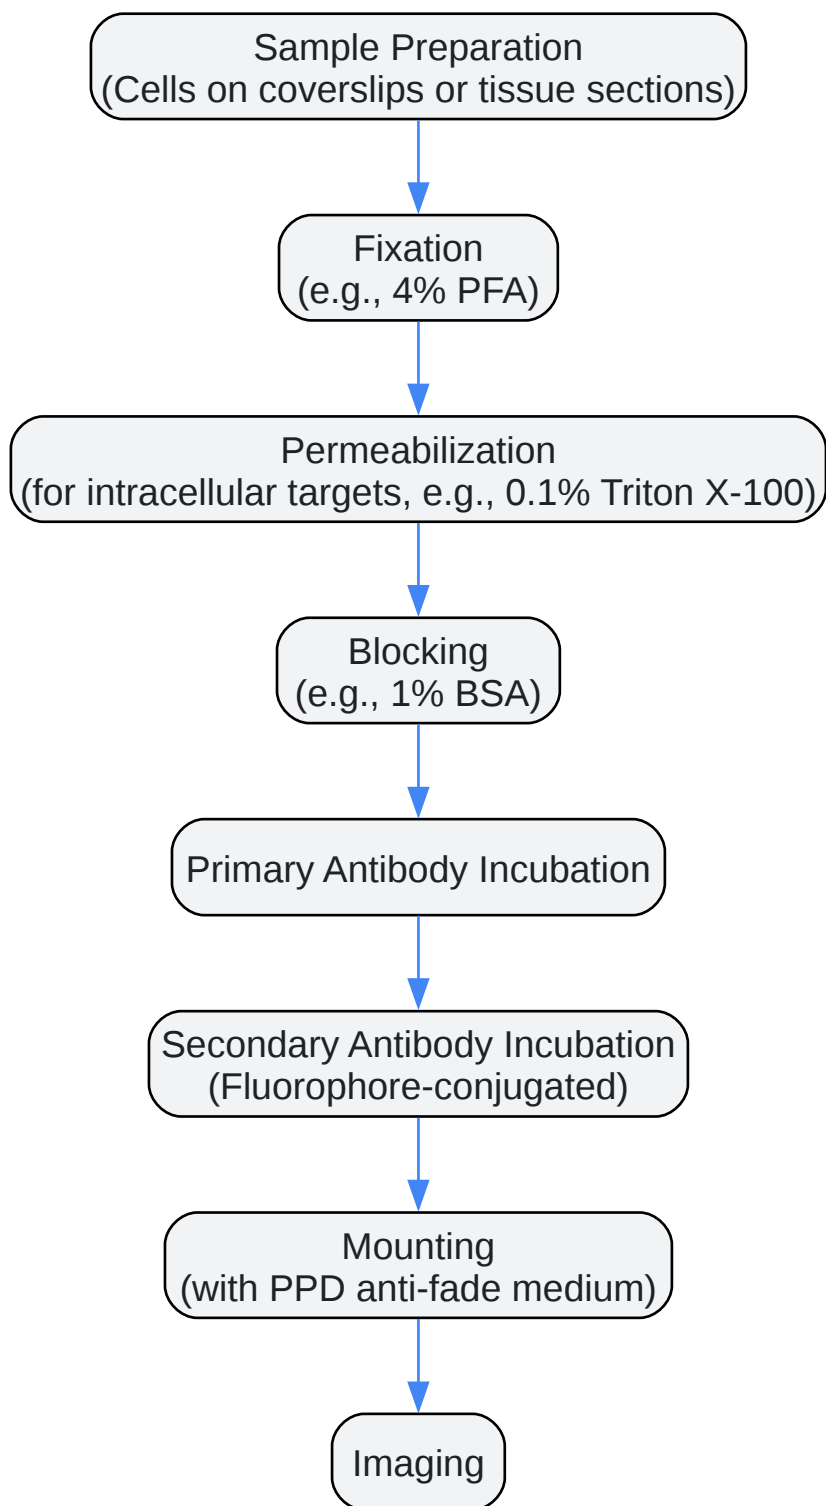 Sample Preparation
(Cells on coverslips or tissue sections)
Fixation
(e.g., 4% PFA)
Permeabilization
(for intracellular targets, e.g., 0.1% Triton X-100)
Blocking
(e.g., 1% BSA)
Primary Antibody Incubation
Secondary Antibody Incubation
(Fluorophore-conjugated)
Mounting
(with PPD anti-fade medium)
Imaging